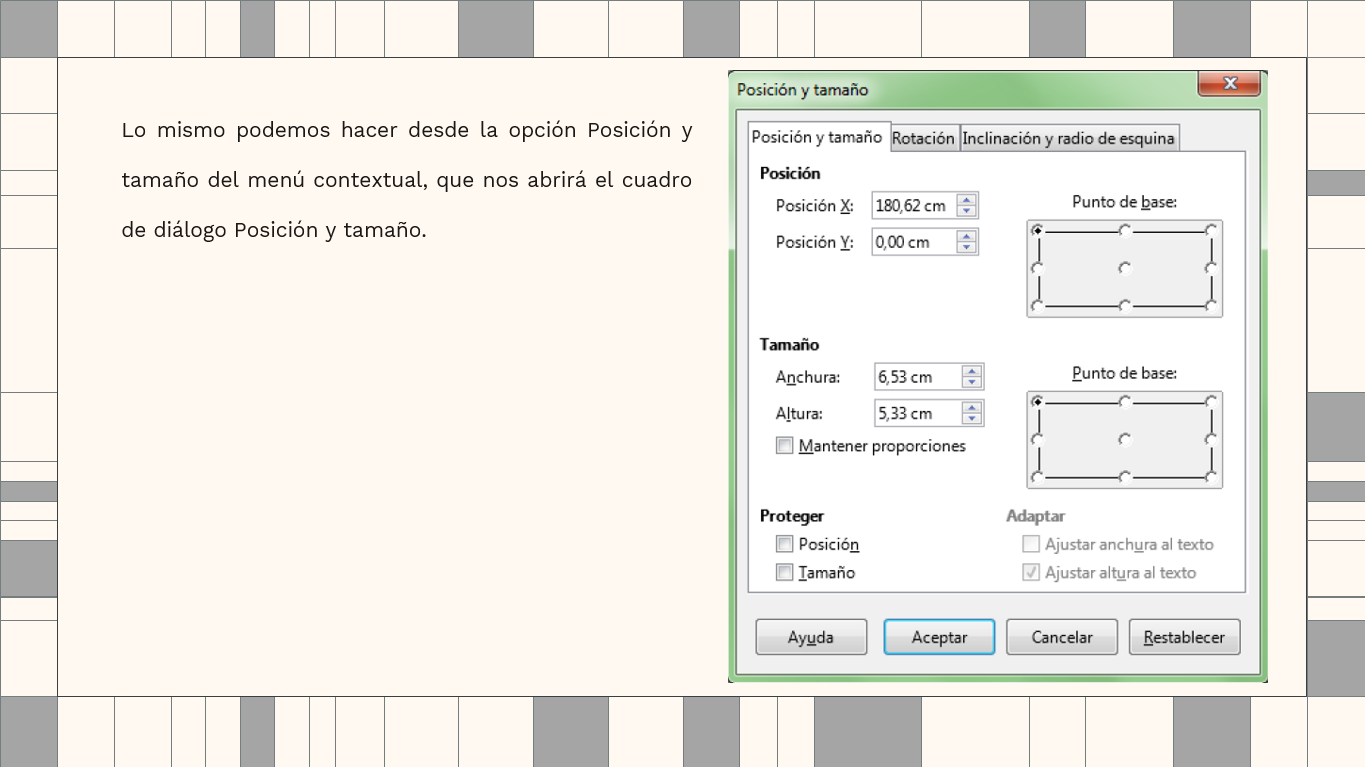 Lo mismo podemos hacer desde la opción Posición y
tamaño del menú contextual, que nos abrirá el cuadro
de diálogo Posición y tamaño.
Posición y tamaño
Posición y tamaño Rotación Inclinación y radio de esquina
Posición
Posición X: 180,62 cm
Posición Y: 0,00 cm
Punto de base:
Tamaño
Anchura: 6,53 cm
Altura: 5,33 cm
Mantener proporciones
Punto de base:
Proteger
Posición
Tamaño
Adaptar
Ajustar anchura al texto
Ajustar altura al texto
Ayuda Aceptar Cancelar Restablecer